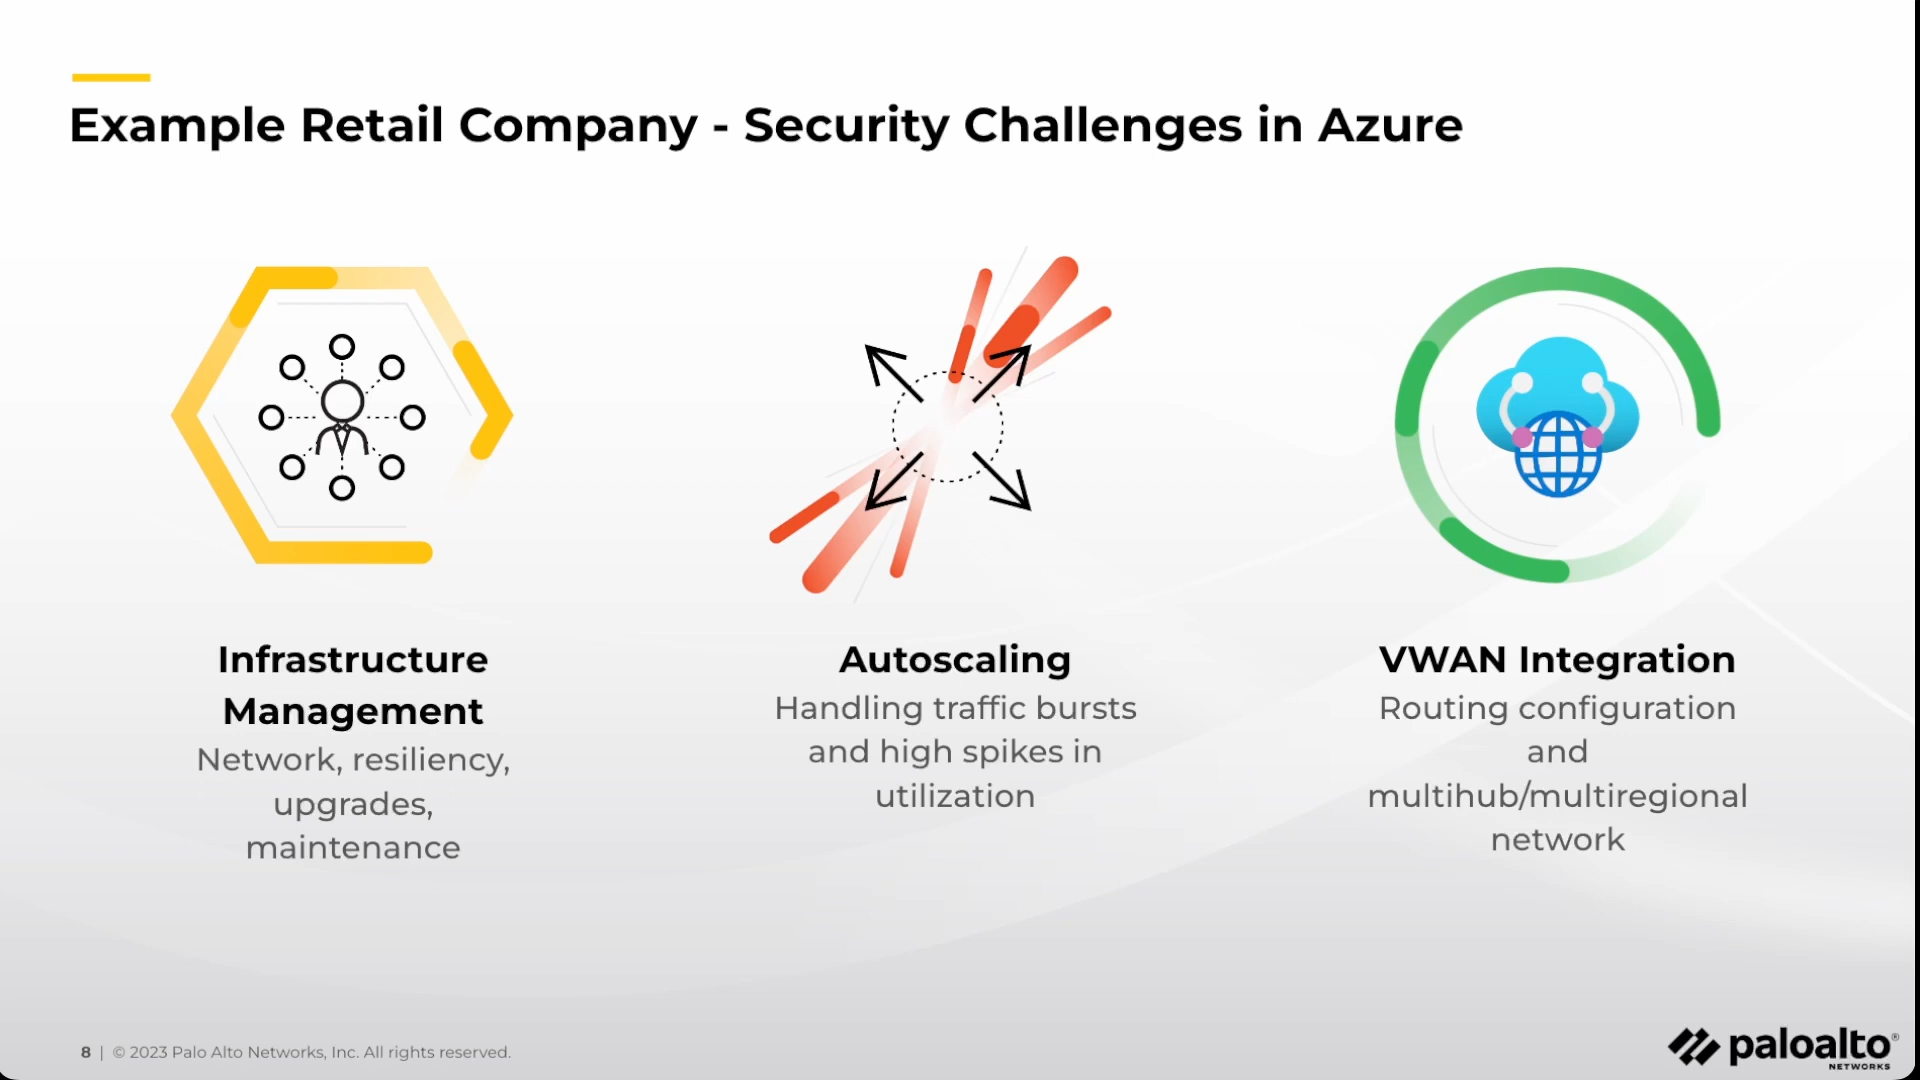 Example Retail Company - Security Challenges in Azure
Infrastructure
Management
Network, resiliency,
upgrades,
maintenance
Autoscaling
Handling traffic bursts
and high spikes in
utilization
VWAN Integration
Routing configuration
and
multihub/multiregional
network
8 | © 2023 Palo Alto Networks, Inc. All rights reserved.
paloalto®
NETWORKS